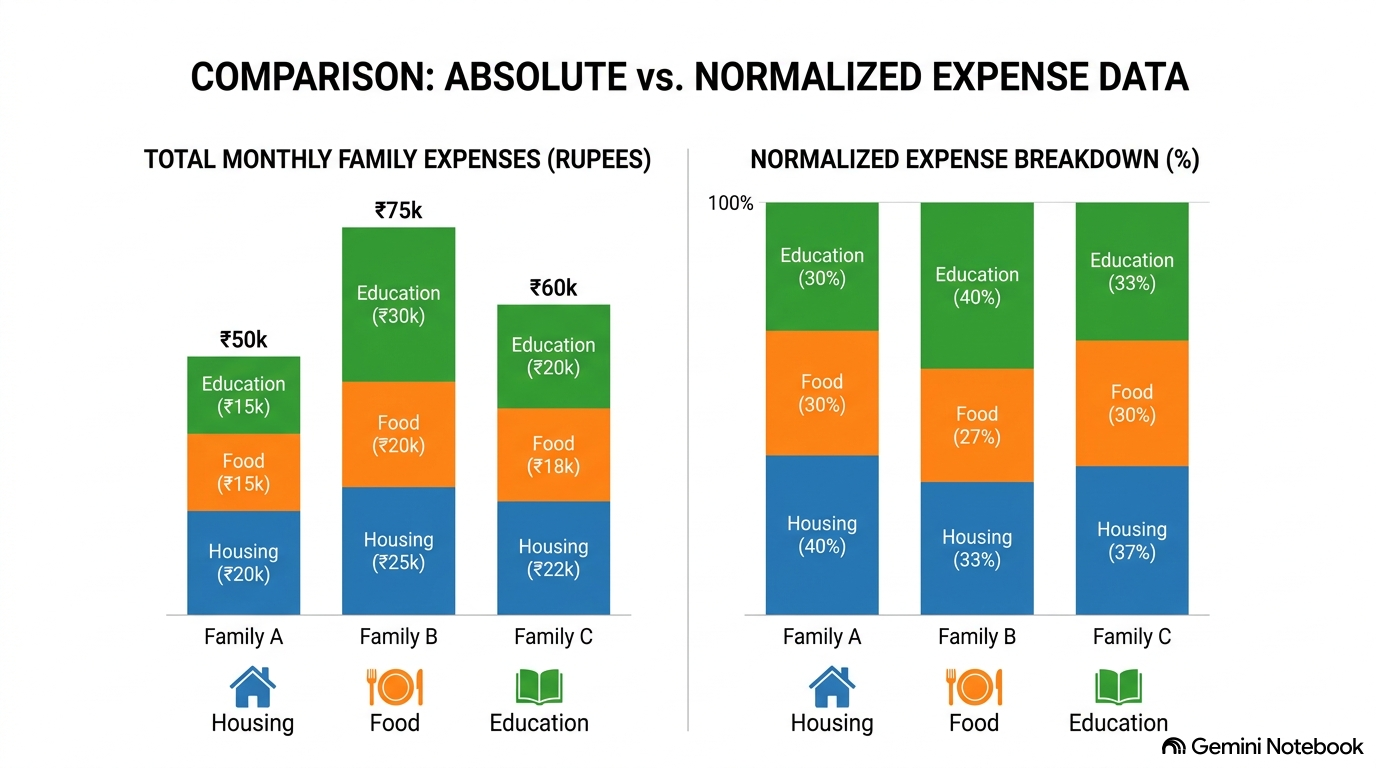 COMPARISON: ABSOLUTE vs. NORMALIZED EXPENSE DATA
TOTAL MONTHLY FAMILY EXPENSES (RUPEES)
₹75k
Education
(₹30k)
₹60k
₹50k
Education
(₹20k)
Education
(₹15k)
Food
(₹20k)
Food
(₹18k)
Food
(₹15k)
Housing
(₹25k)
Housing
(₹22k)
Housing
(₹20k)
Family A
Family B
Family C
Housing
Food
Education
NORMALIZED EXPENSE BREAKDOWN (%)
100%
Education
(30%)
Education
(40%)
Education
(33%)
Food
(30%)
Food
(27%)
Food
(30%)
Housing
(40%)
Housing
(33%)
Housing
(37%)
Family A
Family B
Family C
Housing
Food
Education
Gemini Notebook